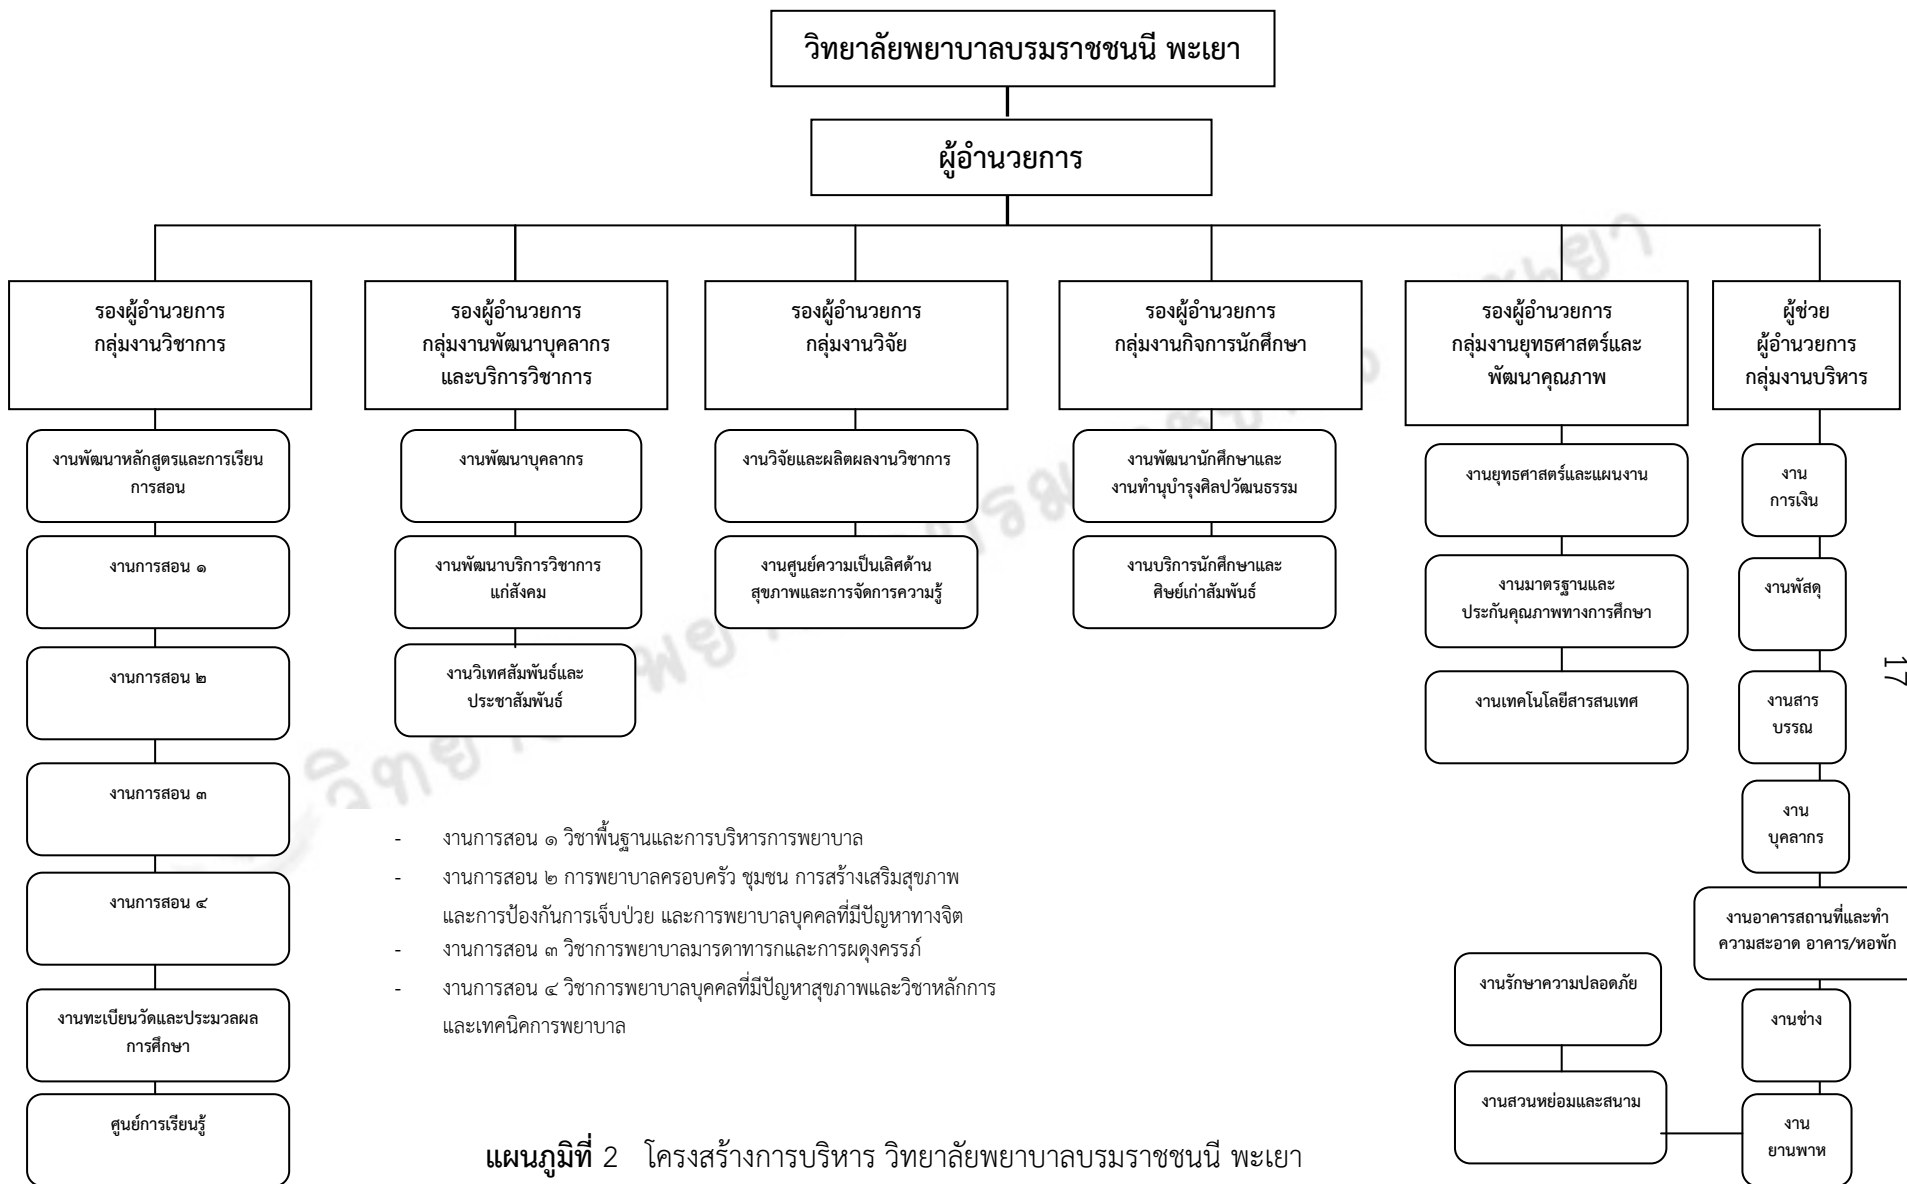 วิทยาลัยพยาบาลบรมราชชนนี พะเยา
ผู้อำนวยการ
รองผู้อำนวยการ
กลุ่มงานวิชาการ
งานพัฒนาหลักสูตรและการเรียน
การสอน
งานการสอน ๑
งานการสอน ๒
งานการสอน ๓
งานการสอน ๔
งานทะเบียนวัดและประมวลผล
การศึกษา
ศูนย์การเรียนรู้
รองผู้อำนวยการ
กลุ่มงานพัฒนาบุคลากร
และบริการวิชาการ
งานพัฒนาบุคลากร
งานพัฒนาบริการวิชาการ
แก่สังคม
งานวิเทศสัมพันธ์และ
ประชาสัมพันธ์
รองผู้อำนวยการ
กลุ่มงานวิจัย
งานวิจัยและผลิตผลงานวิชาการ
งานศูนย์ความเป็นเลิศด้าน
สุขภาพและการจัดการความรู้
รองผู้อำนวยการ
กลุ่มงานกิจการนักศึกษา
งานพัฒนานักศึกษาและ
งานทำนุบำรุงศิลปวัฒนธรรม
งานบริการนักศึกษาและ
ศิษย์เก่าสัมพันธ์
รองผู้อำนวยการ
กลุ่มงานยุทธศาสตร์และ
พัฒนาคุณภาพ
งานยุทธศาสตร์และแผนงาน
งานมาตรฐานและ
ประกันคุณภาพทางการศึกษา
งานเทคโนโลยีสารสนเทศ
ผู้ช่วย
ผู้อำนวยการ
กลุ่มงานบริหาร
งาน
การเงิน
งานพัสดุ
งานสาร
บรรณ
งาน
บุคลากร
งานอาคารสถานที่และทำ
ความสะอาด อาคาร/หอพัก
งานช่าง
งาน
ยานพาห
งานสวนหย่อมและสนาม
งานรักษาความปลอดภัย
- งานการสอน ๑ วิชาพื้นฐานและการบริหารการพยาบาล
- งานการสอน ๒ การพยาบาลครอบครัว ชุมชน การสร้างเสริมสุขภาพ
และการป้องกันการเจ็บป่วย และการพยาบาลบุคคลที่มีปัญหาทางจิต
- งานการสอน ๓ วิชาการพยาบาลมารดาทารกและการผดุงครรภ์
- งานการสอน ๔ วิชาการพยาบาลบุคคลที่มีปัญหาสุขภาพและวิชาหลักการ
และเทคนิคการพยาบาล
แผนภูมิที่ 2 โครงสร้างการบริหาร วิทยาลัยพยาบาลบรมราชชนนี พะเยา
17